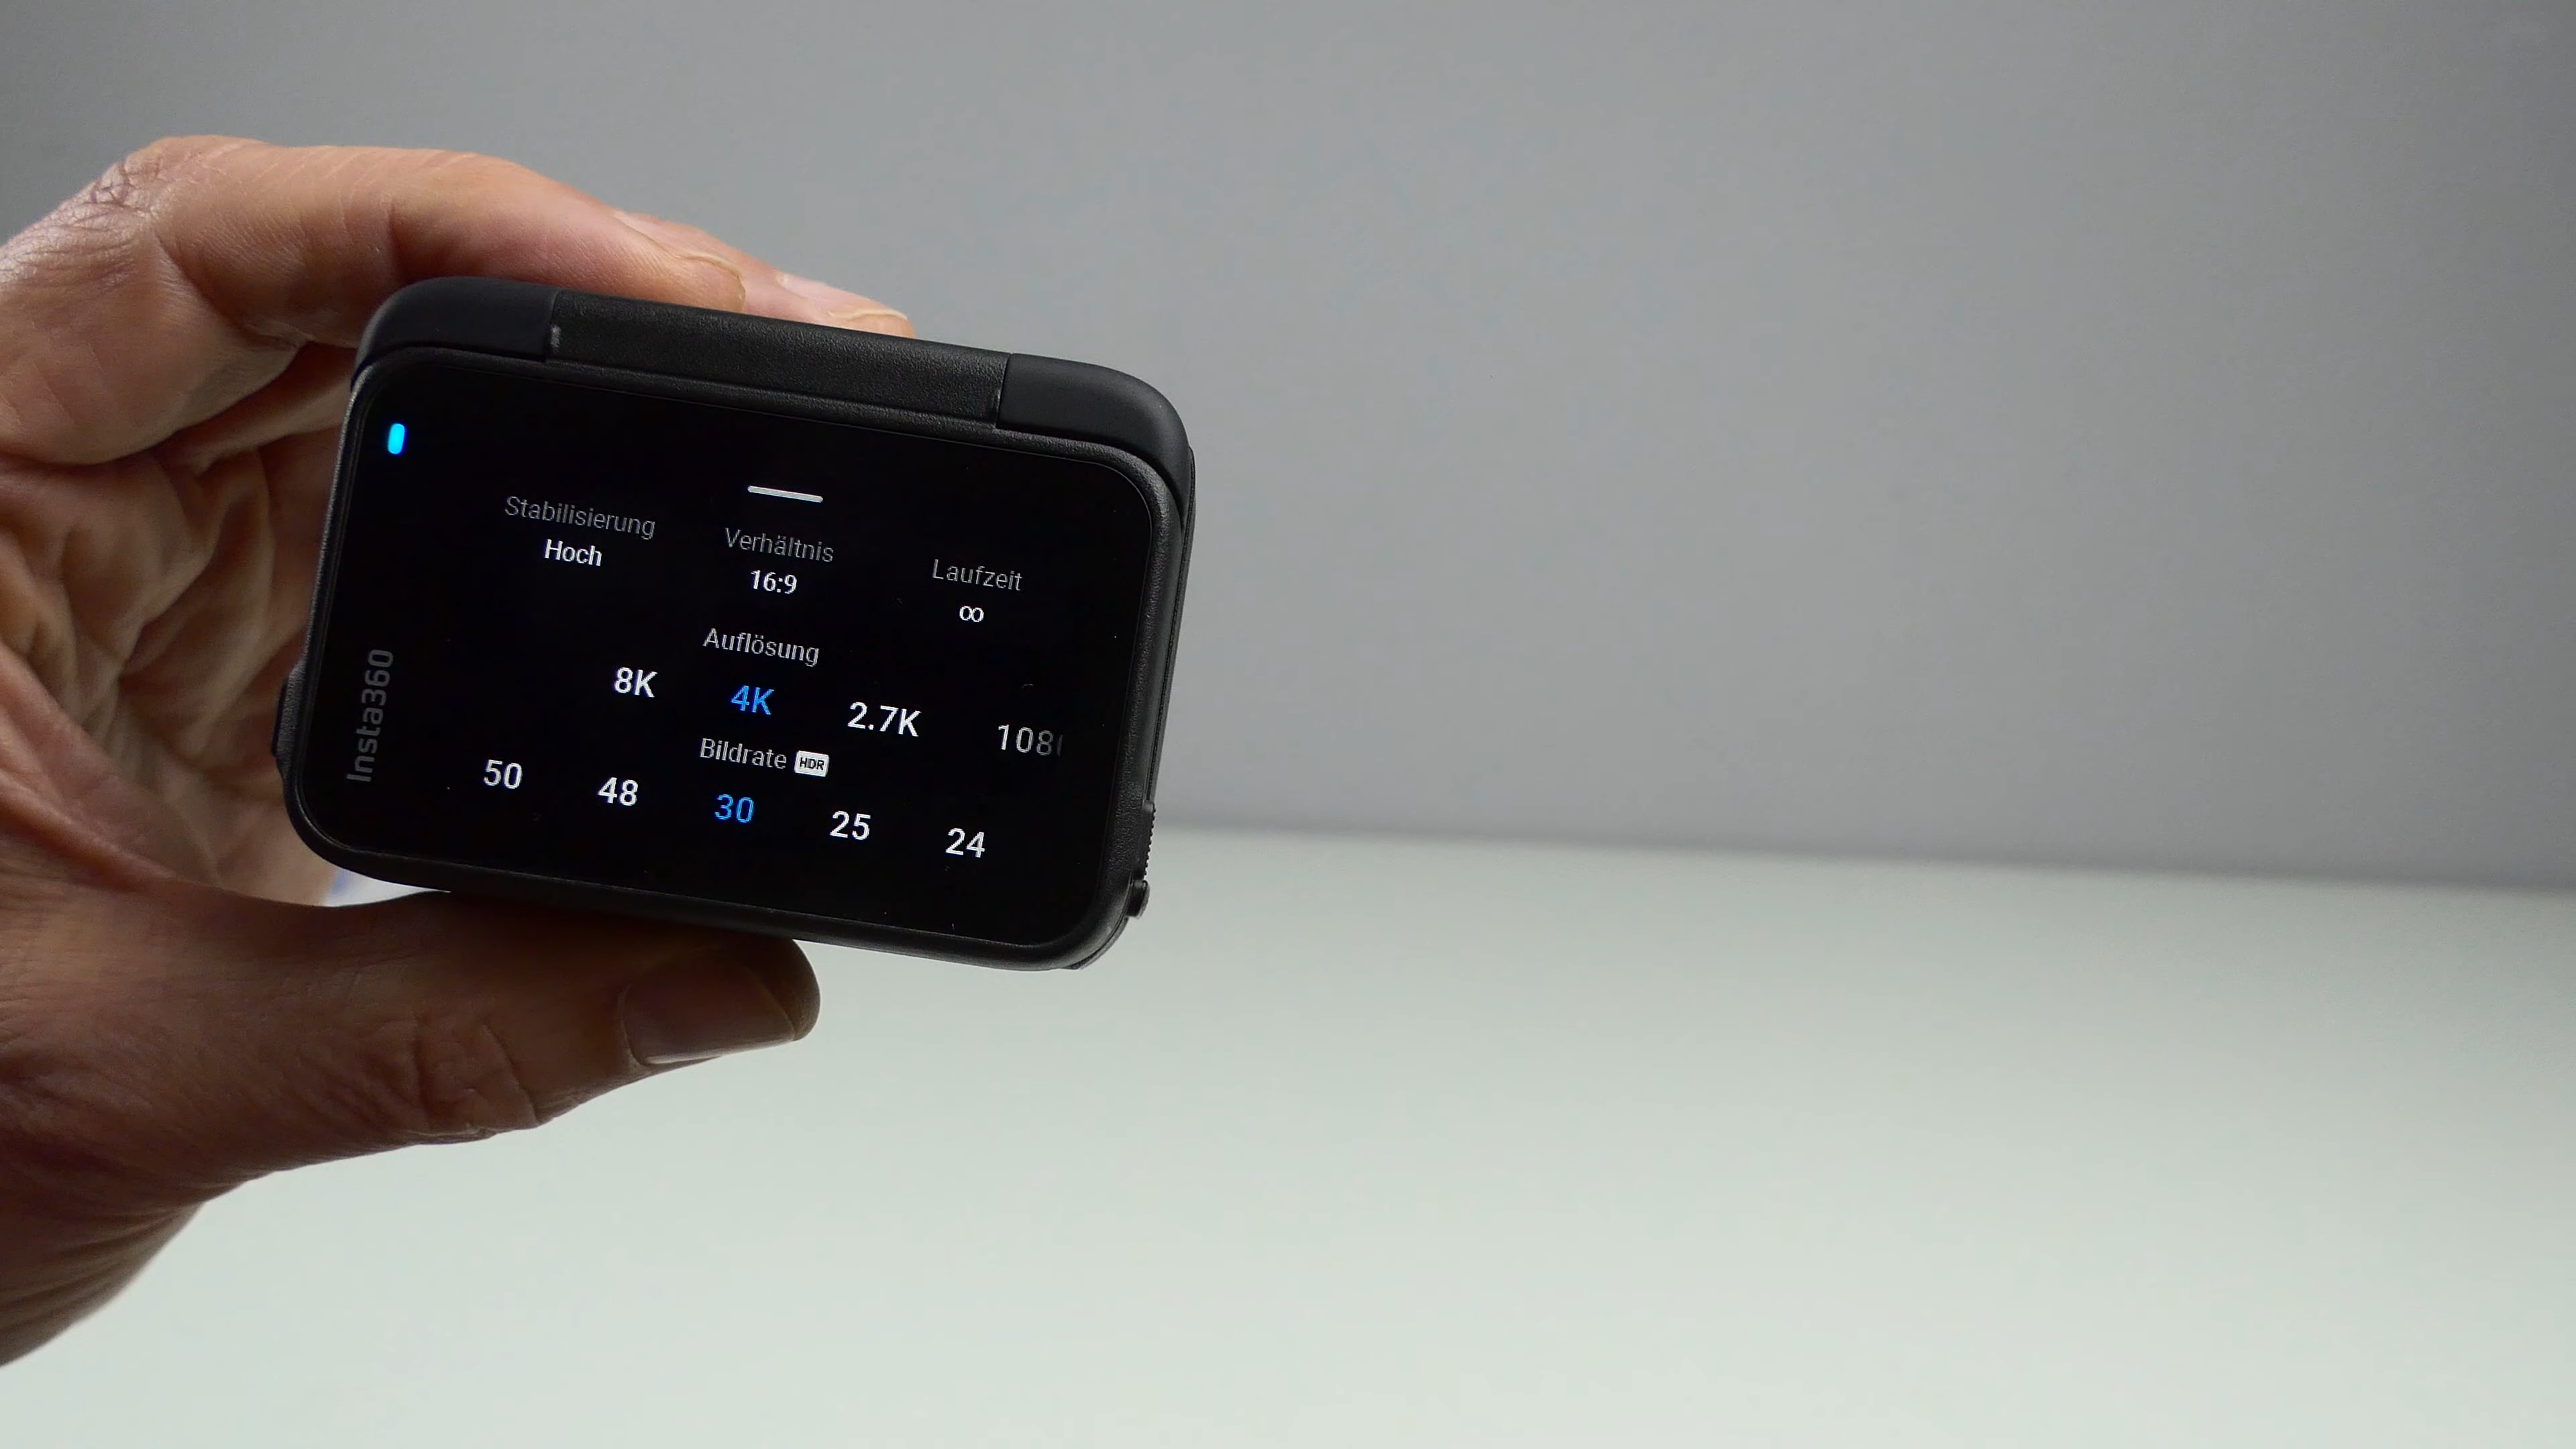 Insta360
Stabilisierung Verhältnis Laufzeit
Hoch 16:9 ∞
Auflösung
8K 4K 2.7K 108
Bildrate HDR
50 48 30 25 24